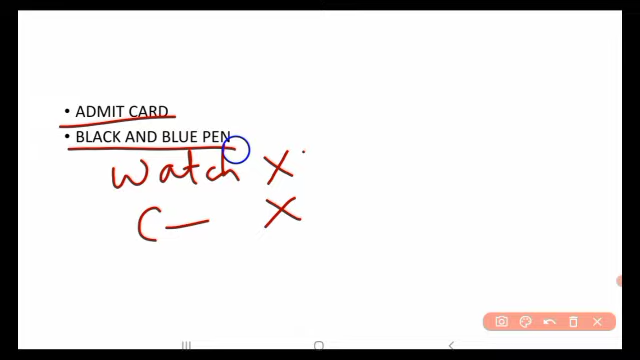 • ADMIT CARD
• BLACK AND BLUE PEN
Watch X
C— X